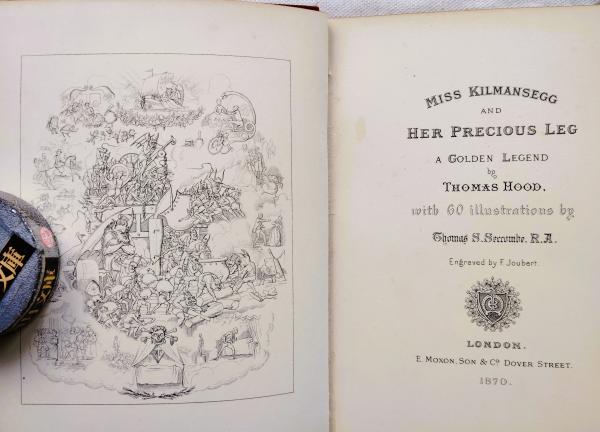 MISS KILMANSEGG
AND
HER PRECIOUS LEG
A GOLDEN LEGEND
by
THOMAS HOOD,
with 60 illustrations by
Thomas S. Seccombe, R.A.
Engraved by F. Joubert.
LONDON.
E. MOXON, SON & Co. DOVER STREET.
1870.